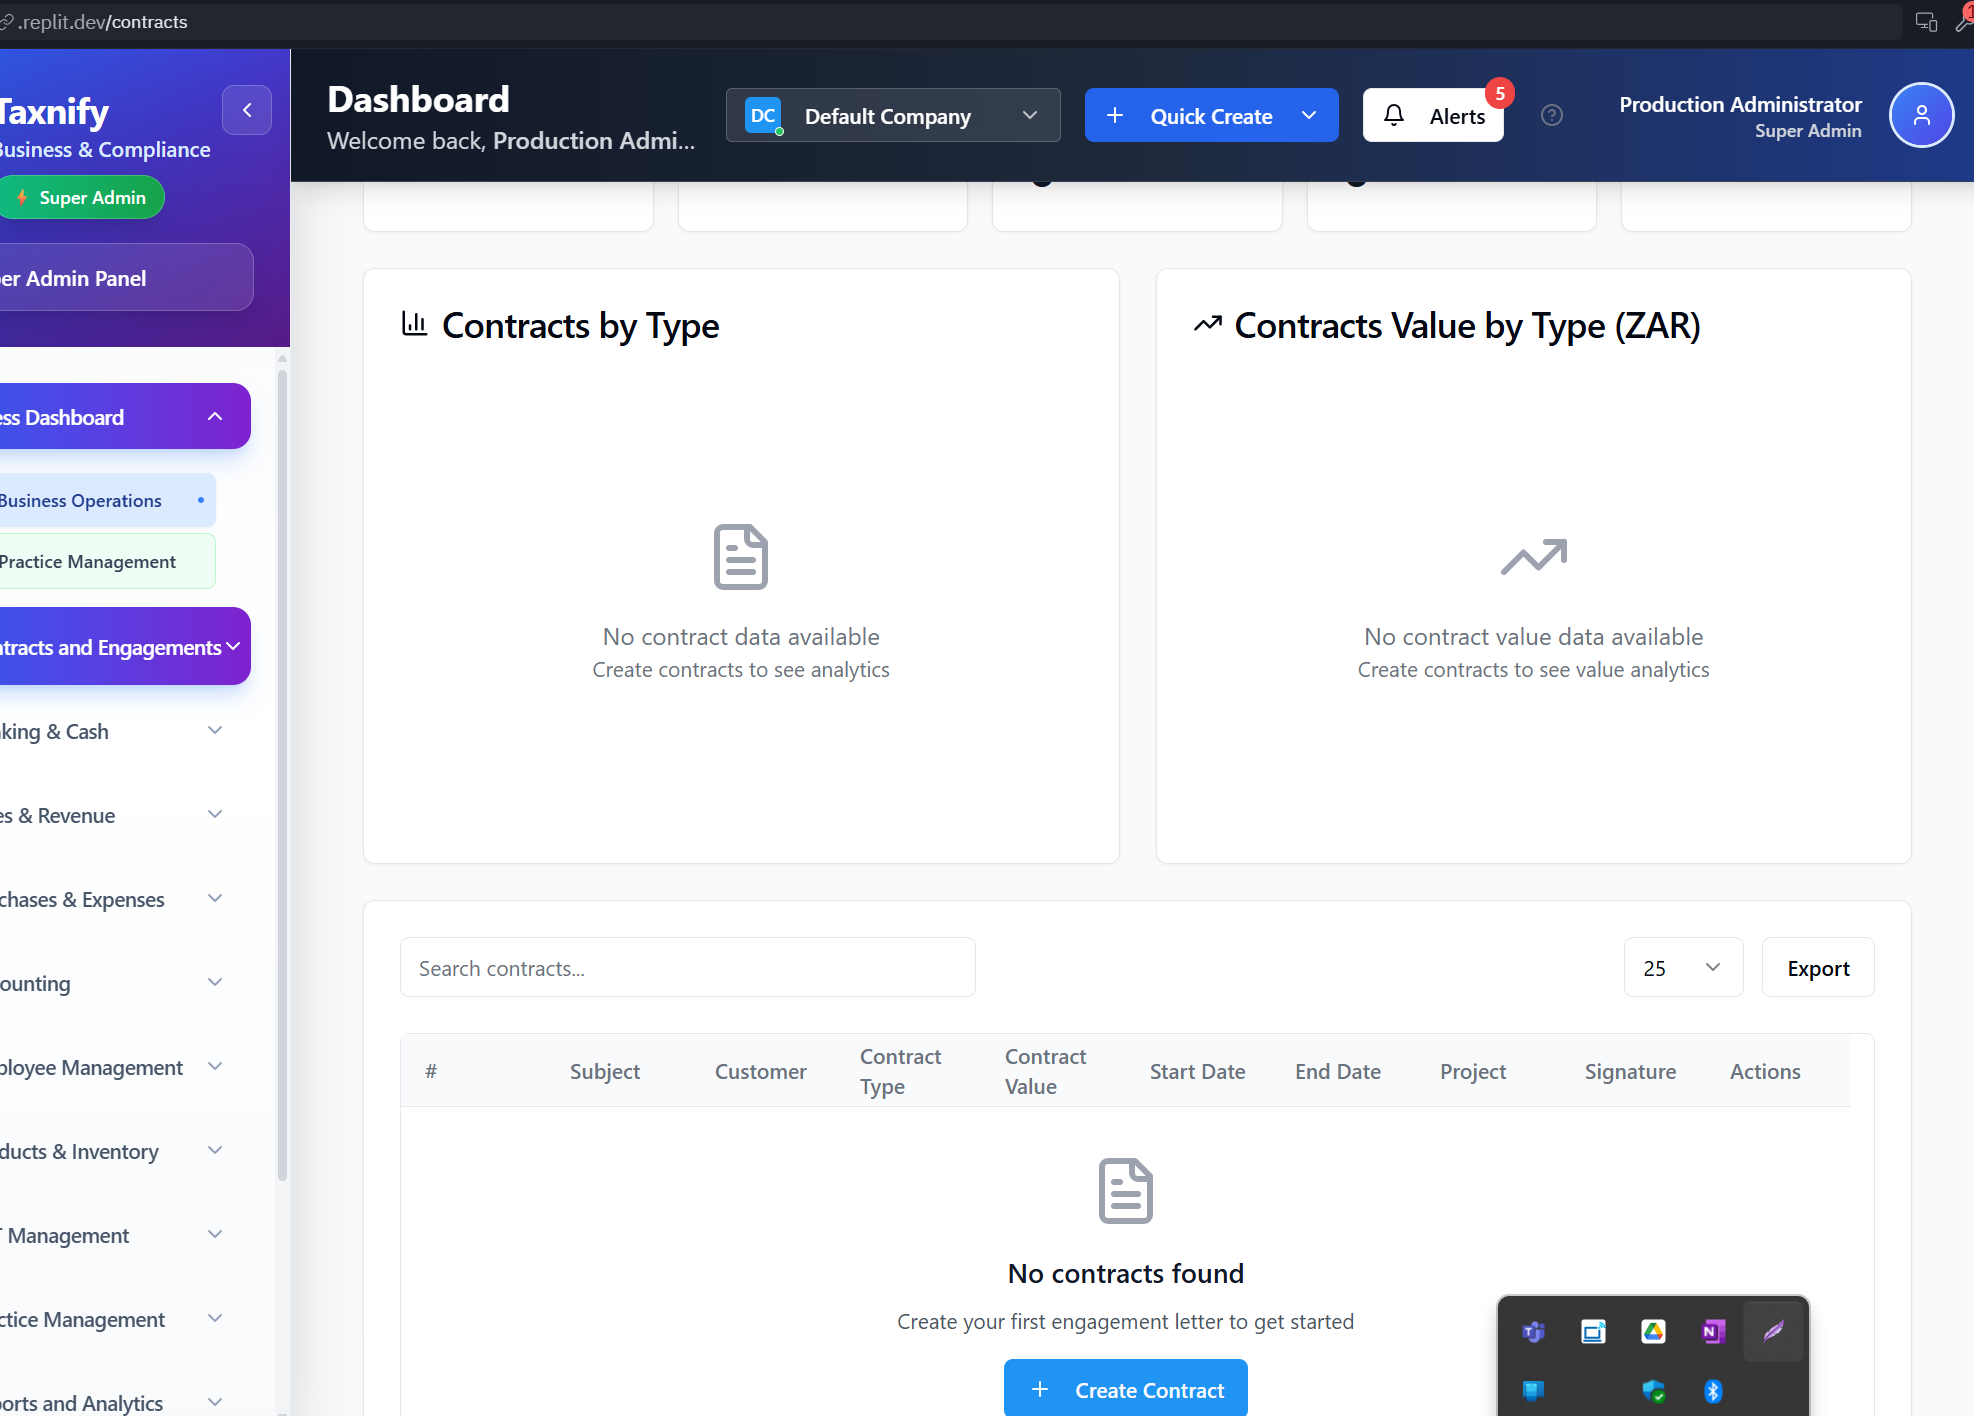 .replit.dev/contracts
Taxnify
Business & Compliance
Super Admin
er Admin Panel
Dashboard
Welcome back, Production Admi...
DC Default Company
+ Quick Create
Alerts 5
Production Administrator
Super Admin
ess Dashboard
Business Operations
Practice Management
ntracts and Engagements
king & Cash
es & Revenue
chases & Expenses
ounting
ployee Management
ducts & Inventory
T Management
ctice Management
orts and Analytics
Contracts by Type
No contract data available
Create contracts to see analytics
Contracts Value by Type (ZAR)
No contract value data available
Create contracts to see value analytics
Search contracts...
25
Export
# Subject Customer Contract Type Contract Value Start Date End Date Project Signature Actions
No contracts found
Create your first engagement letter to get started
+ Create Contract